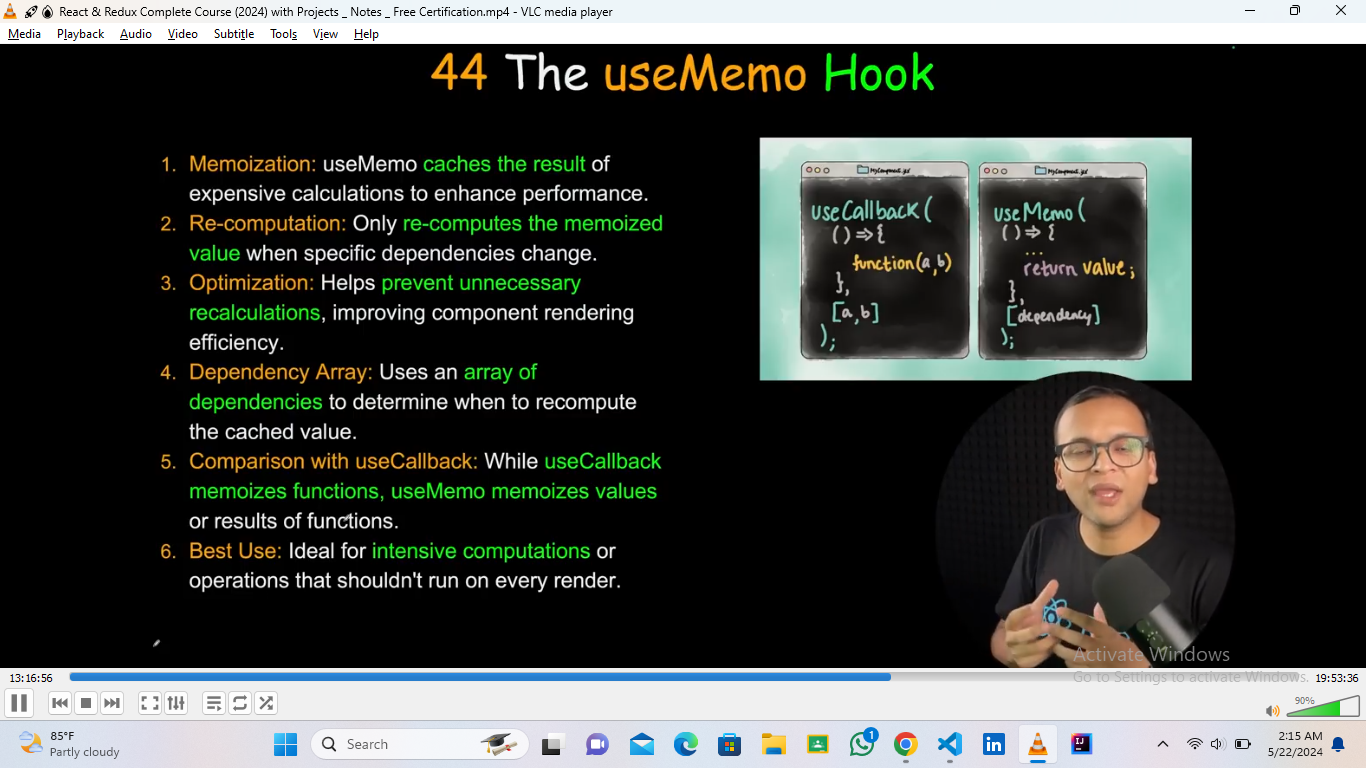 React & Redux Complete Course (2024) with Projects _ Notes _ Free Certification.mp4 - VLC media player
Media Playback Audio Video Subtitle Tools View Help
44 The useMemo Hook
1. Memoization: useMemo caches the result of
expensive calculations to enhance performance.
2. Re-computation: Only re-computes the memoized
value when specific dependencies change.
3. Optimization: Helps prevent unnecessary
recalculations, improving component rendering
efficiency.
4. Dependency Array: Uses an array of
dependencies to determine when to recompute
the cached value.
5. Comparison with useCallback: While useCallback
memoizes functions, useMemo memoizes values
or results of functions.
6. Best Use: Ideal for intensive computations or
operations that shouldn't run on every render.
MyComponent.jsx
useCallback(
() => {
function(a,b)
},
[a,b]
);
MyComponent.jsx
useMemo(
() => {
...
return value;
},
[dependency]
);
Activate Windows
Go to Settings to activate Windows.
13:16:56
19:53:36
90%
85°F
Partly cloudy
Search
1
IJ
in
2:15 AM
5/22/2024